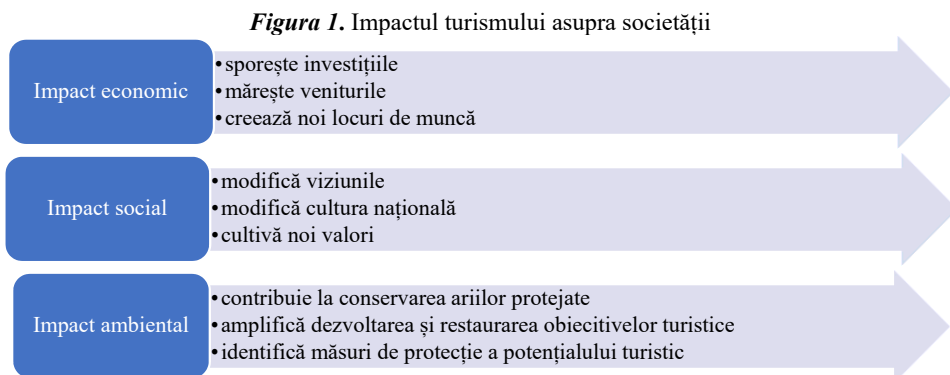 Figura 1. Impactul turismului asupra societății
Impact economic
•sporește investițiile
•mărește veniturile
•creează noi locuri de muncă
Impact social
•modifică viziunile
•modifică cultura națională
•cultivă noi valori
Impact ambiental
•contribuie la conservarea ariilor protejate
•amplifică dezvoltarea și restaurarea obiecitivelor turistice
•identifică măsuri de protecție a potențialului turistic